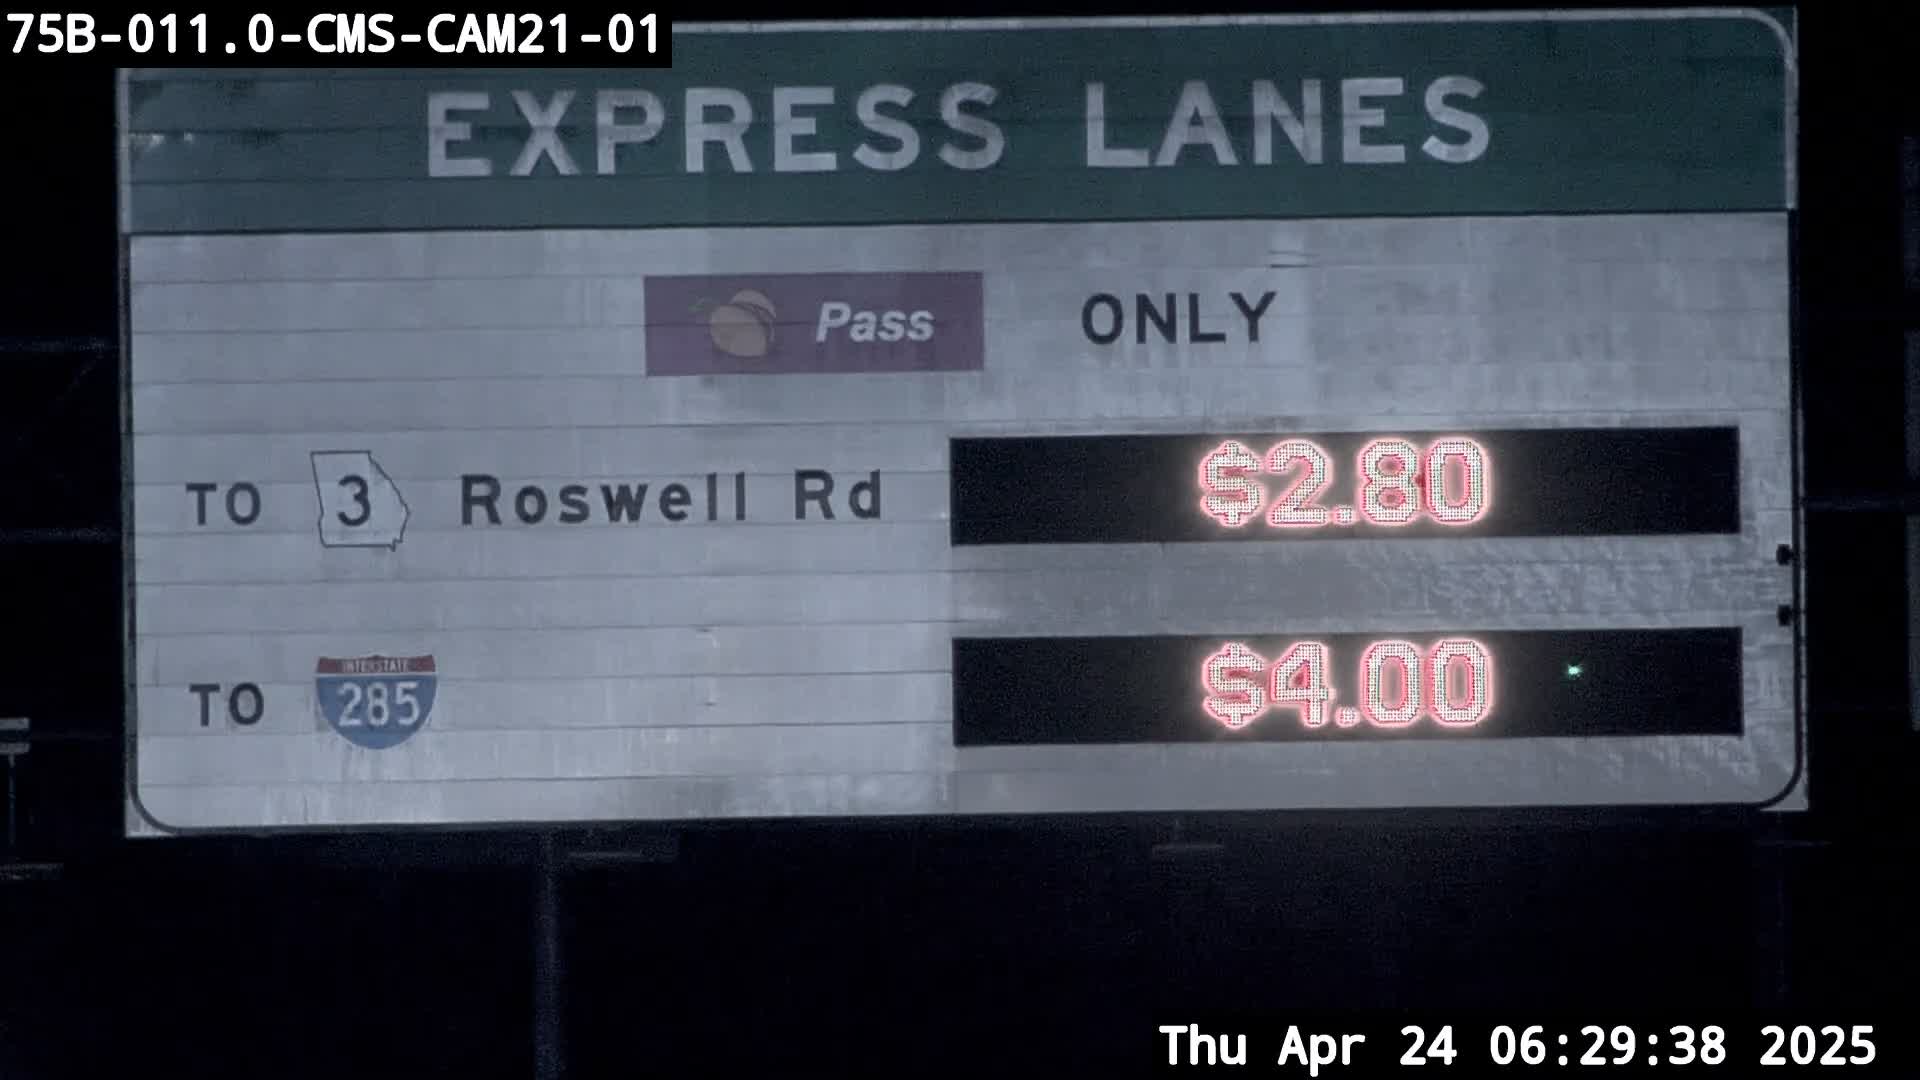 75B-011.0-CMS-CAM21-01
EXPRESS LANES
Pass ONLY
TO 3 Roswell Rd $2.80
INTERSTATE
TO 285 $4.00
Thu Apr 24 06:29:38 2025